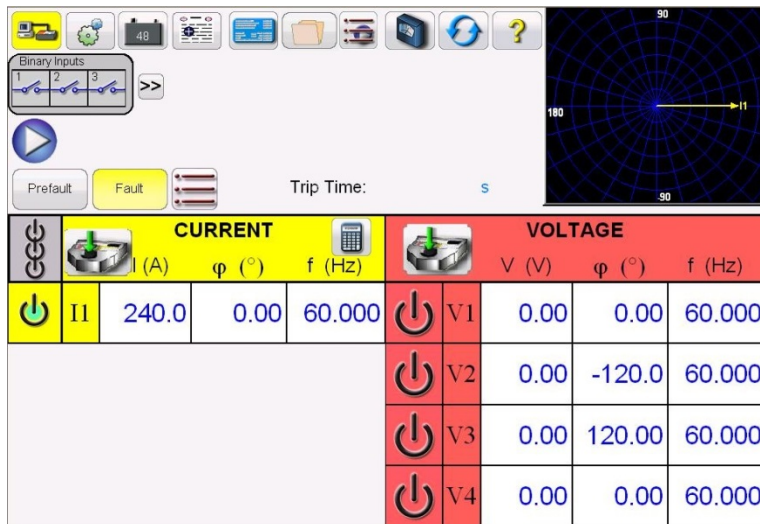 90
48
Binary Inputs
1 2 3
>>
?
180
I1
Prefault Fault Trip Time: s
-90
CURRENT VOLTAGE
I (A) φ (°) f (Hz) V (V) φ (°) f (Hz)
I1 240.0 0.00 60.000 V1 0.00 0.00 60.000
V2 0.00 -120.0 60.000
V3 0.00 120.00 60.000
V4 0.00 0.00 60.000